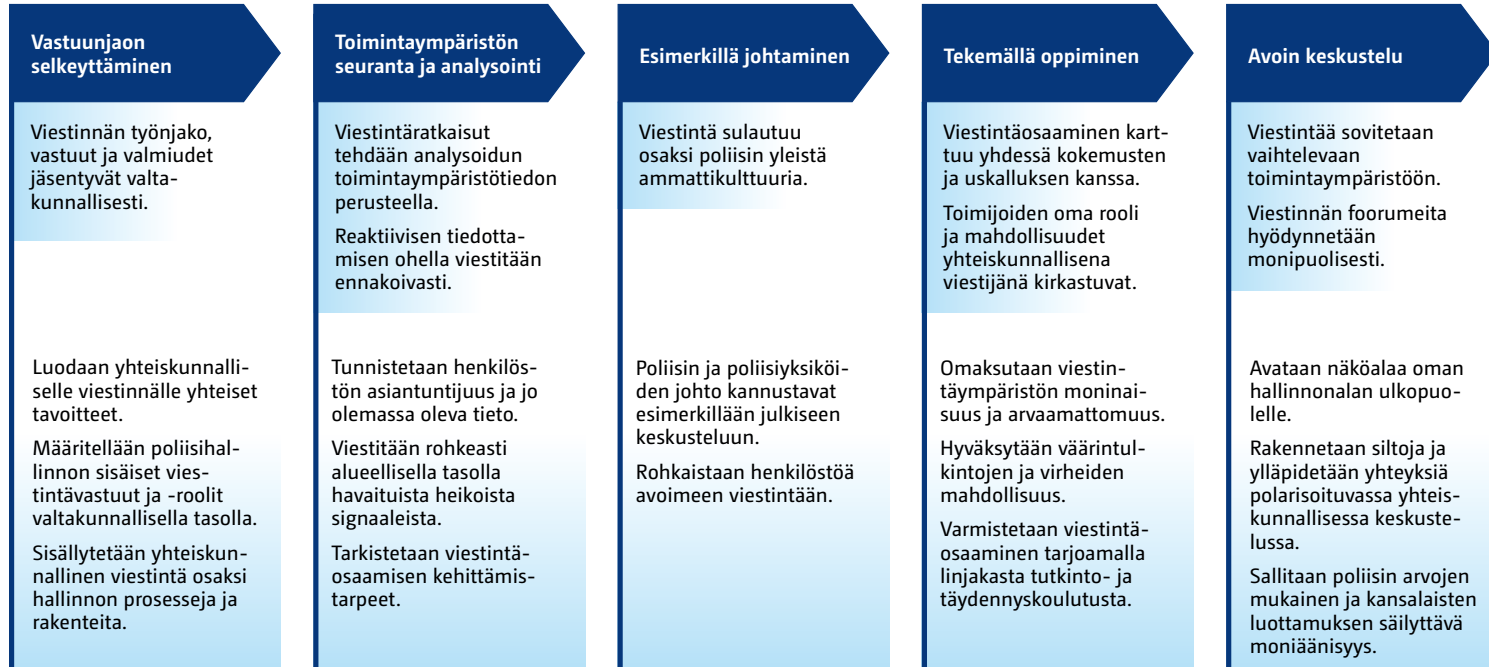 Vastuunjaon
selkeyttäminen
Viestinnän työnjako,
vastuut ja valmiudet
jäsentyvät valta-
kunnallisesti.
Luodaan yhteiskunnalli-
selle viestinnälle yhteiset
tavoitteet.
Määritellään poliisihal-
linnon sisäiset vies-
tintävastuut ja -roolit
valtakunnallisella tasolla.
Sisällytetään yhteiskun-
nallinen viestintä osaksi
hallinnon prosesseja ja
rakenteita.
Toimintaympäristön
seuranta ja analysointi
Viestintäratkaisut
tehdään analysoidun
toimintaympäristötiedon
perusteella.
Reaktiivisen tiedotta-
misen ohella viestitään
ennakoivasti.
Tunnistetaan henkilös-
tön asiantuntijuus ja jo
olemassa oleva tieto.
Viestitään rohkeasti
alueellisella tasolla
havaituista heikoista
signaaleista.
Tarkistetaan viestintä-
osaamisen kehittämis-
tarpeet.
Esimerkillä johtaminen
Viestintä sulautuu
osaksi poliisin yleistä
ammattikulttuuria.
Poliisin ja poliisiyksiköi-
den johto kannustavat
esimerkillään julkiseen
keskusteluun.
Rohkaistaan henkilöstöä
avoimeen viestintään.
Tekemällä oppiminen
Viestintäosaaminen kart-
tuu yhdessä kokemusten
ja uskalluksen kanssa.
Toimijoiden oma rooli
ja mahdollisuudet
yhteiskunnallisena
viestijänä kirkastuvat.
Omaksutaan viestin-
täympäristön moninai-
suus ja arvaamattomuus.
Hyväksytään väärintul-
kintojen ja virheiden
mahdollisuus.
Varmistetaan viestintä-
osaaminen tarjoamalla
linjakasta tutkinto- ja
täydennyskoulutusta.
Avoin keskustelu
Viestintää sovitetaan
vaihtelevaan
toimintaympäristöön.
Viestinnän foorumeita
hyödynnetään
monipuolisesti.
Avataan näköalaa oman
hallinnonalan ulkopuo-
lelle.
Rakennetaan siltoja ja
ylläpidetään yhteyksiä
polarisoituvassa yhteis-
kunnallisessa keskuste-
lussa.
Sallitaan poliisin arvojen
mukainen ja kansalaisten
luottamuksen säilyttävä
moniäänisyys.